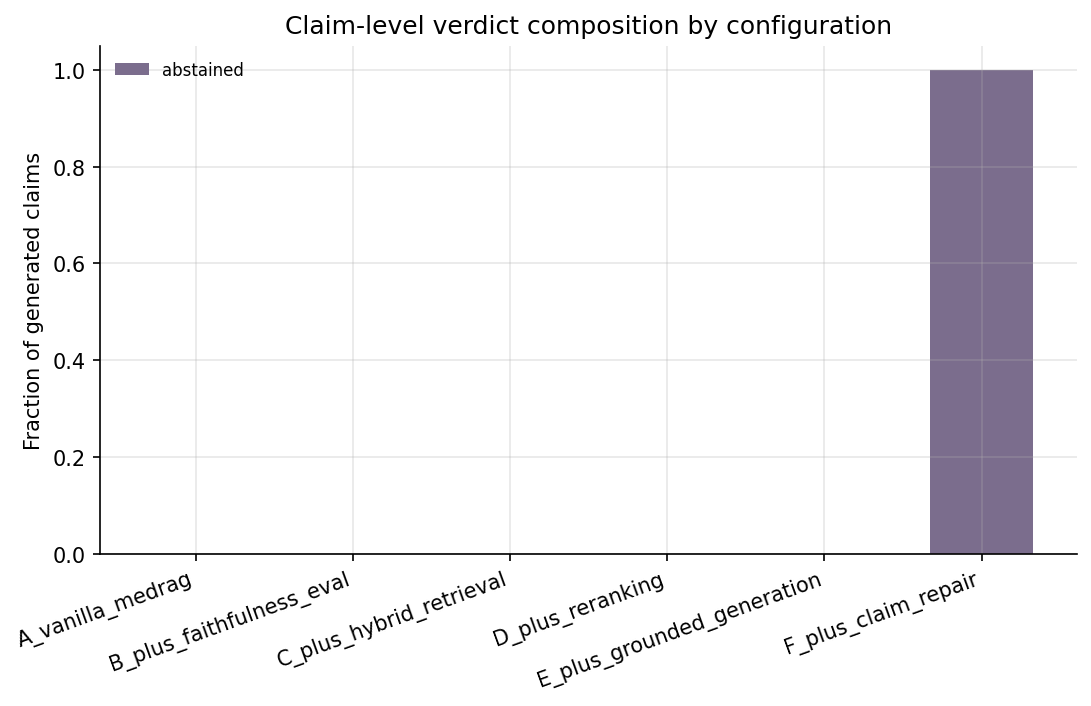 Claim-level verdict composition by configuration
abstained
Fraction of generated claims
1.0
0.8
0.6
0.4
0.2
0.0
A_vanilla_medrag
B_plus_faithfulness_eval
C_plus_hybrid_retrieval
D_plus_reranking
E_plus_grounded_generation
F_plus_claim_repair